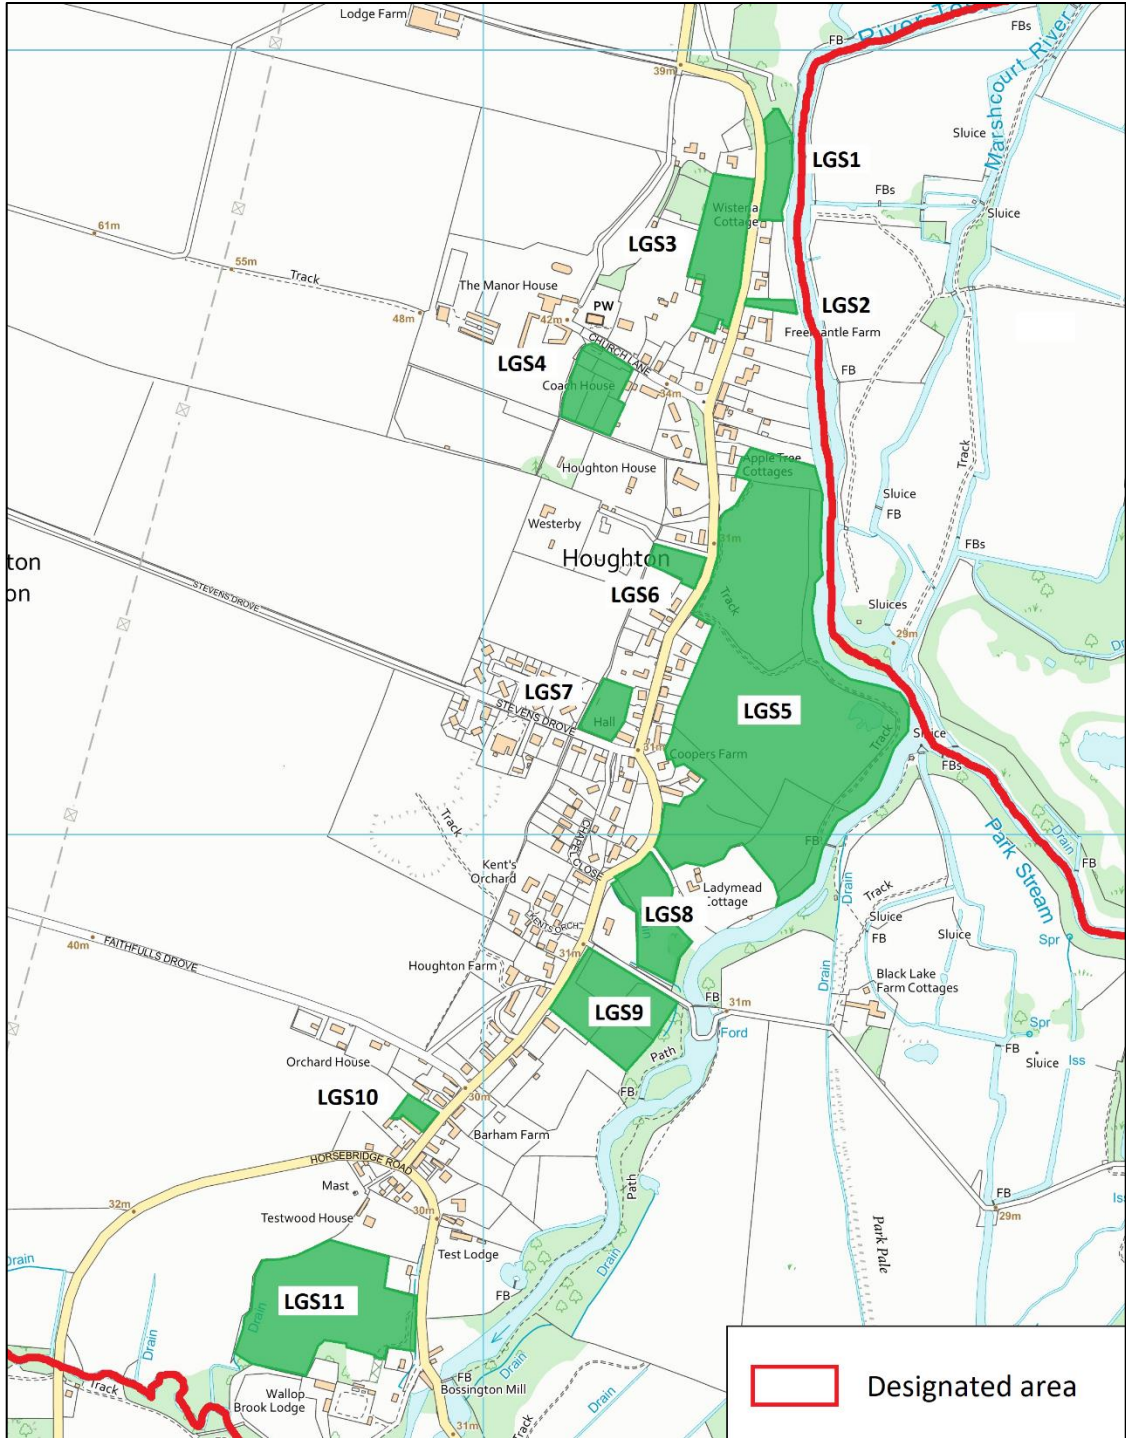 Lodge Farm
39m
FB
River Te
FBs
Marshcourt River
Sluice
LGS1
FBs
Sluice
Wisteria
Cottage
61m
LGS3
55m
Track
The Manor House
PW
48m
42m
LGS2
Freemantle Farm
CHURCH LANE
LGS4
Coach House
34m
FB
Track
Apple Tree
Cottages
Houghton House
Sluice
FB
Westerby
31m
FBs
Houghton
ton
on
STEVENS DROVE
LGS6
Track
Sluices
29m
LGS7
STEVENS DROVE
Hall
LGS5
31m
Coopers Farm
Track
Sluice
FBs
Track
CHAPEL CLOSE
FB
Drain
FB
Park Stream
Kent's
Orchard
Ladymead
Cottage
Drain
Track
LGS8
Sluice
Sluice
KENTS ORCH
FB
Spr
40m
FAITHFULLS DROVE
31m
Houghton Farm
Drain
Black Lake
Farm Cottages
LGS9
FB
31m
Ford
Spr
FB
Iss
Sluice
Orchard House
Path
FB
LGS10
30m
Barham Farm
HORSEBRIDGE ROAD
Mast
Path
FB
32m
Testwood House
30m
29m
Park Pale
Test Lodge
Drain
Drain
FB
LGS11
Drain
Drain
Track
Drain
FB
Bossington Mill
Drain
Wallop
Brook Lodge
31m
Track
Designated area